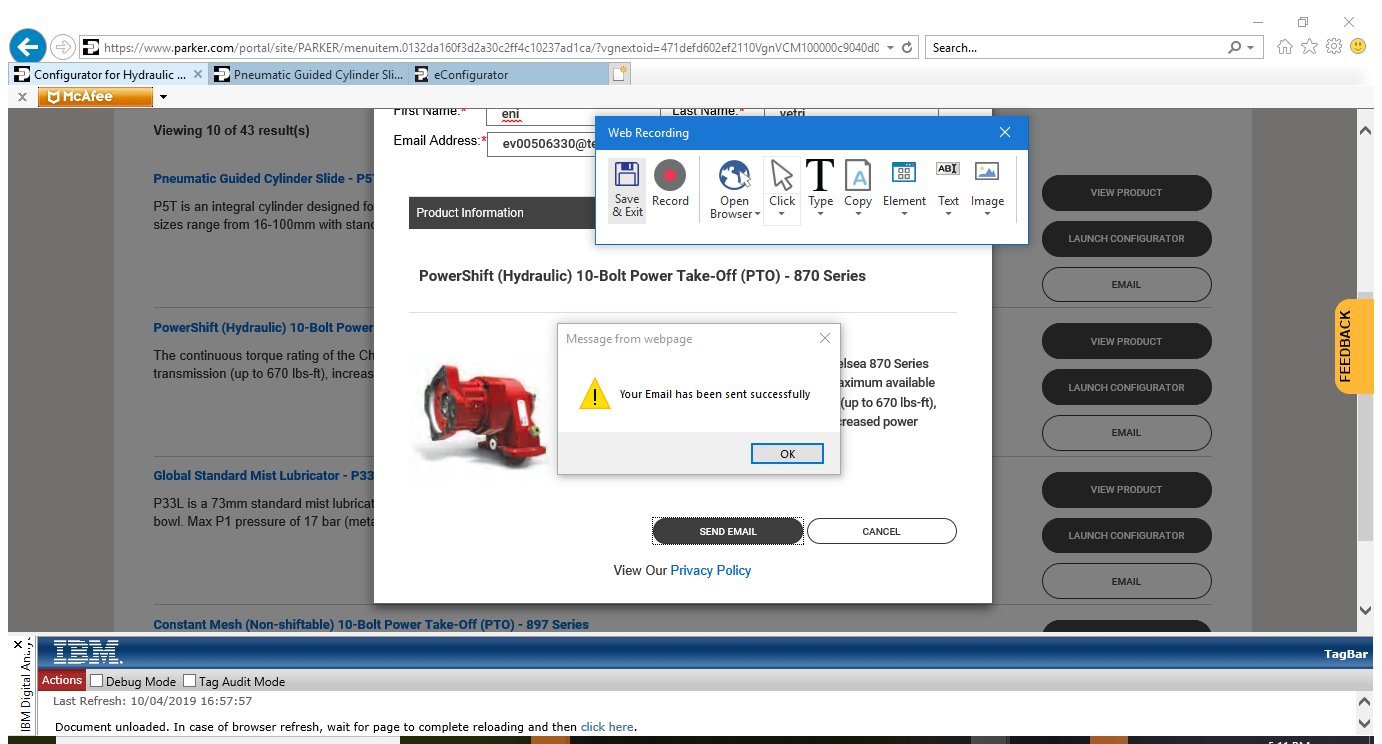 https://www.parker.com/portal/site/PARKER/menuitem.0132da160f3d2a30c2ff4c10237ad1ca/?vgnextoid=471defd602ef2110VgnVCM100000c9040d0
Search...
Configurator for Hydraulic ...
Pneumatic Guided Cylinder Sli...
eConfigurator
McAfee
First Name:*
eni
Last Name:*
vetri
Viewing 10 of 43 result(s)
Email Address:*
ev00506330@te
Web Recording
Save & Exit
Record
Open Browser
Click
Type
Copy
Element
Text
Image
Pneumatic Guided Cylinder Slide - P5T
P5T is an integral cylinder designed fo
sizes range from 16-100mm with stand
VIEW PRODUCT
LAUNCH CONFIGURATOR
EMAIL
Product Information
PowerShift (Hydraulic) 10-Bolt Power Take-Off (PTO) - 870 Series
PowerShift (Hydraulic) 10-Bolt Power
The continuous torque rating of the Ch
transmission (up to 670 lbs-ft), increas
Message from webpage
Your Email has been sent successfully
OK
elsea 870 Series
aximum available
(up to 670 lbs-ft),
creased power
VIEW PRODUCT
LAUNCH CONFIGURATOR
EMAIL
FEEDBACK
Global Standard Mist Lubricator - P33
P33L is a 73mm standard mist lubricat
bowl. Max P1 pressure of 17 bar (meta
SEND EMAIL
CANCEL
View Our Privacy Policy
VIEW PRODUCT
LAUNCH CONFIGURATOR
EMAIL
Constant Mesh (Non-shiftable) 10-Bolt Power Take-Off (PTO) - 897 Series
IBM.
TagBar
IBM Digital
Actions
Debug Mode
Tag Audit Mode
Last Refresh: 10/04/2019 16:57:57
Document unloaded. In case of browser refresh, wait for page to complete reloading and then click here.
5:11 PM